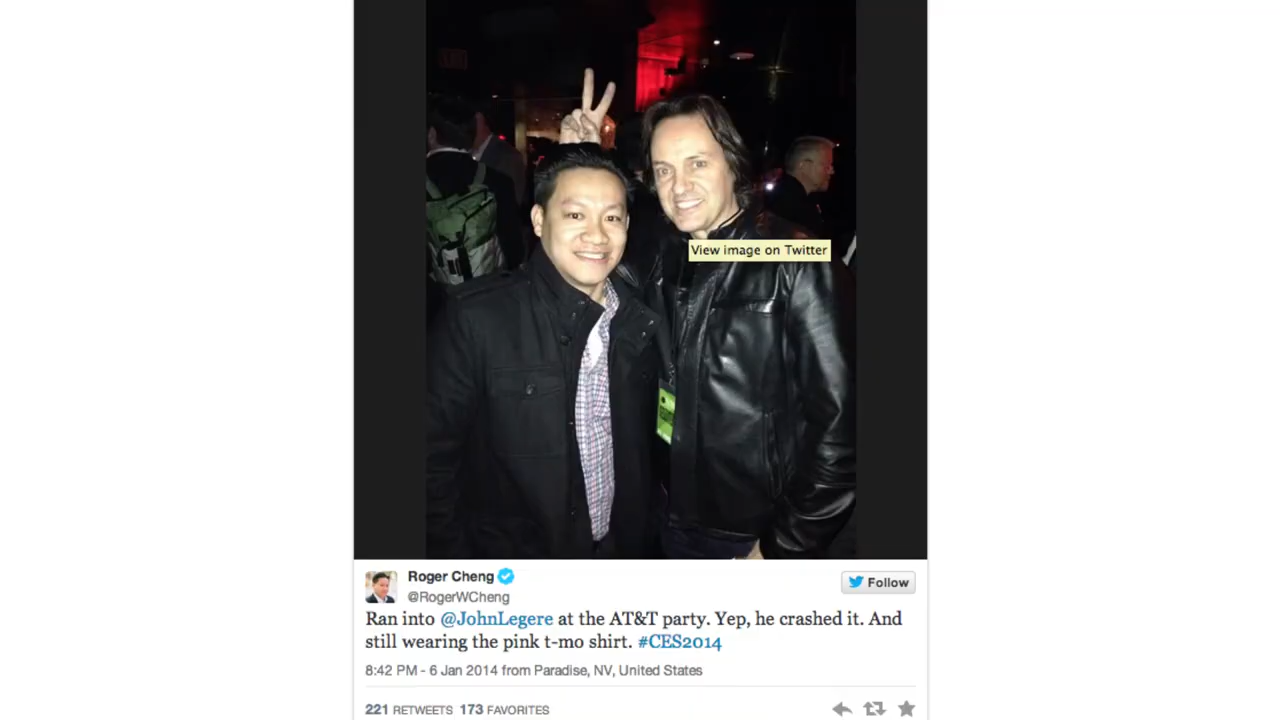 View image on Twitter
Roger Cheng
@RogerWCheng
Follow
Ran into @JohnLegere at the AT&T party. Yep, he crashed it. And
still wearing the pink t-mo shirt. #CES2014
8:42 PM - 6 Jan 2014 from Paradise, NV, United States
221 RETWEETS 173 FAVORITES